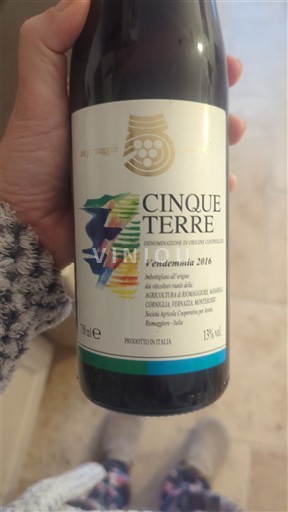 CINQUE
TERRE
DENOMINAZIONE DI ORIGINE CONTROLLATA
Vendemmia 2016
VINIOU
Imbottigliato all'origine
dai viticoltori riuniti della
AGRICOLTURA di RIOMAGGIORE, MANAROLA
CORNIGLIA, VERNAZZA, MONTEROSSO
Società Agricola Cooperativa per Azioni
Riomaggiore - Italia
750 ml e
13% vol.
PRODOTTO IN ITALIA